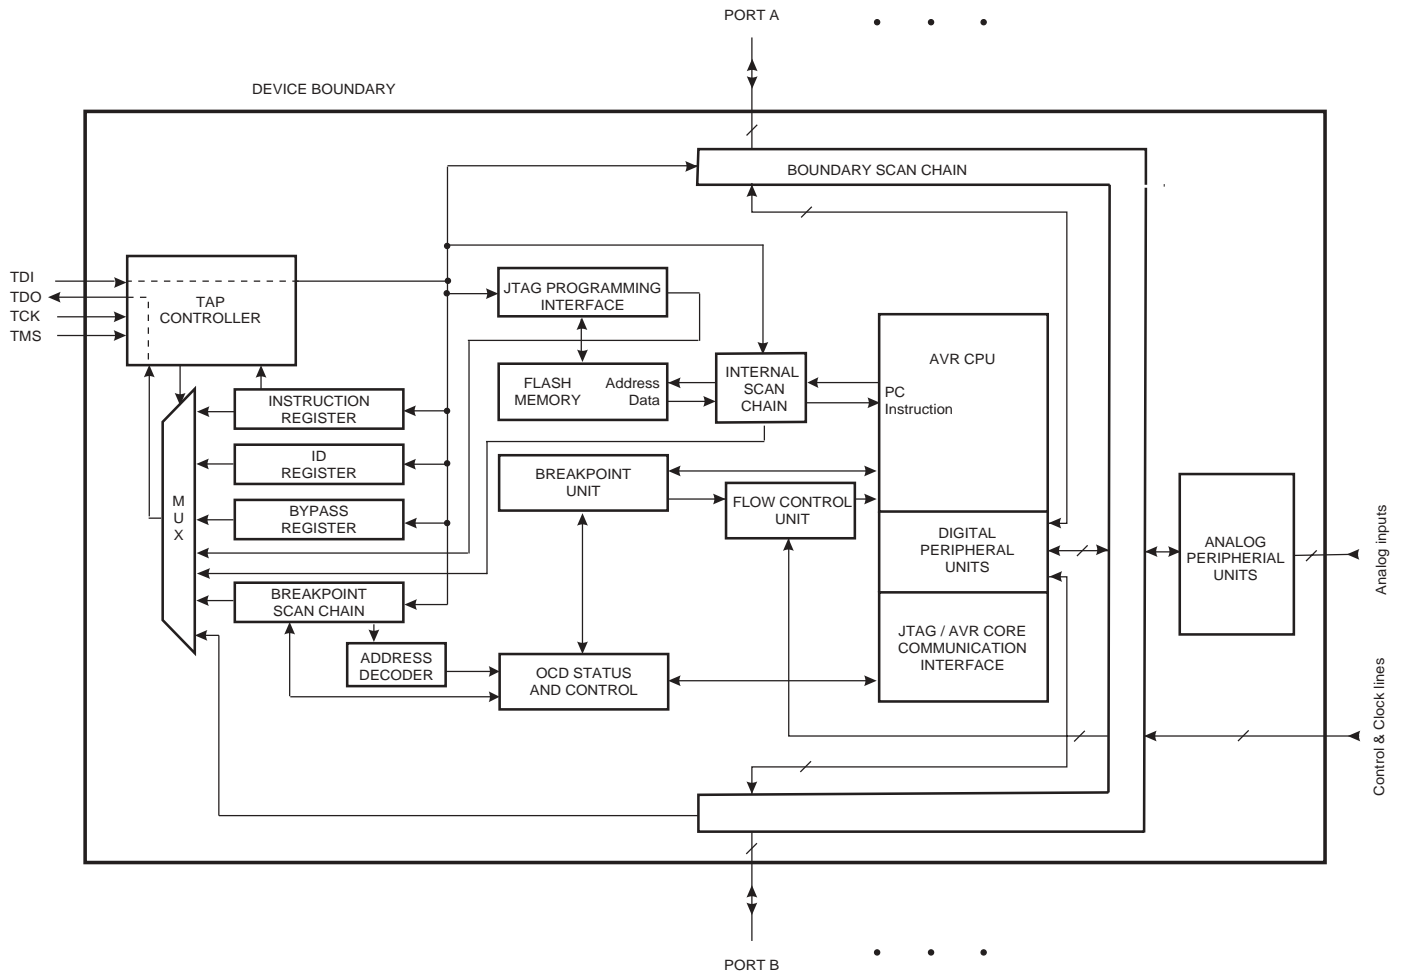 PORT A
DEVICE BOUNDARY
BOUNDARY SCAN CHAIN
TDI
TDO
TCK
TMS
TAP
CONTROLLER
JTAG PROGRAMMING
INTERFACE
AVR CPU
INTERNAL
SCAN
CHAIN
FLASH
MEMORY
Address
Data
PC
Instruction
INSTRUCTION
REGISTER
ID
REGISTER
BREAKPOINT
UNIT
FLOW CONTROL
UNIT
BYPASS
REGISTER
M
U
X
DIGITAL
PERIPHERAL
UNITS
ANALOG
PERIPHERIAL
UNITS
Analog inputs
BREAKPOINT
SCAN CHAIN
JTAG / AVR CORE
COMMUNICATION
INTERFACE
ADDRESS
DECODER
OCD STATUS
AND CONTROL
Control & Clock lines
PORT B